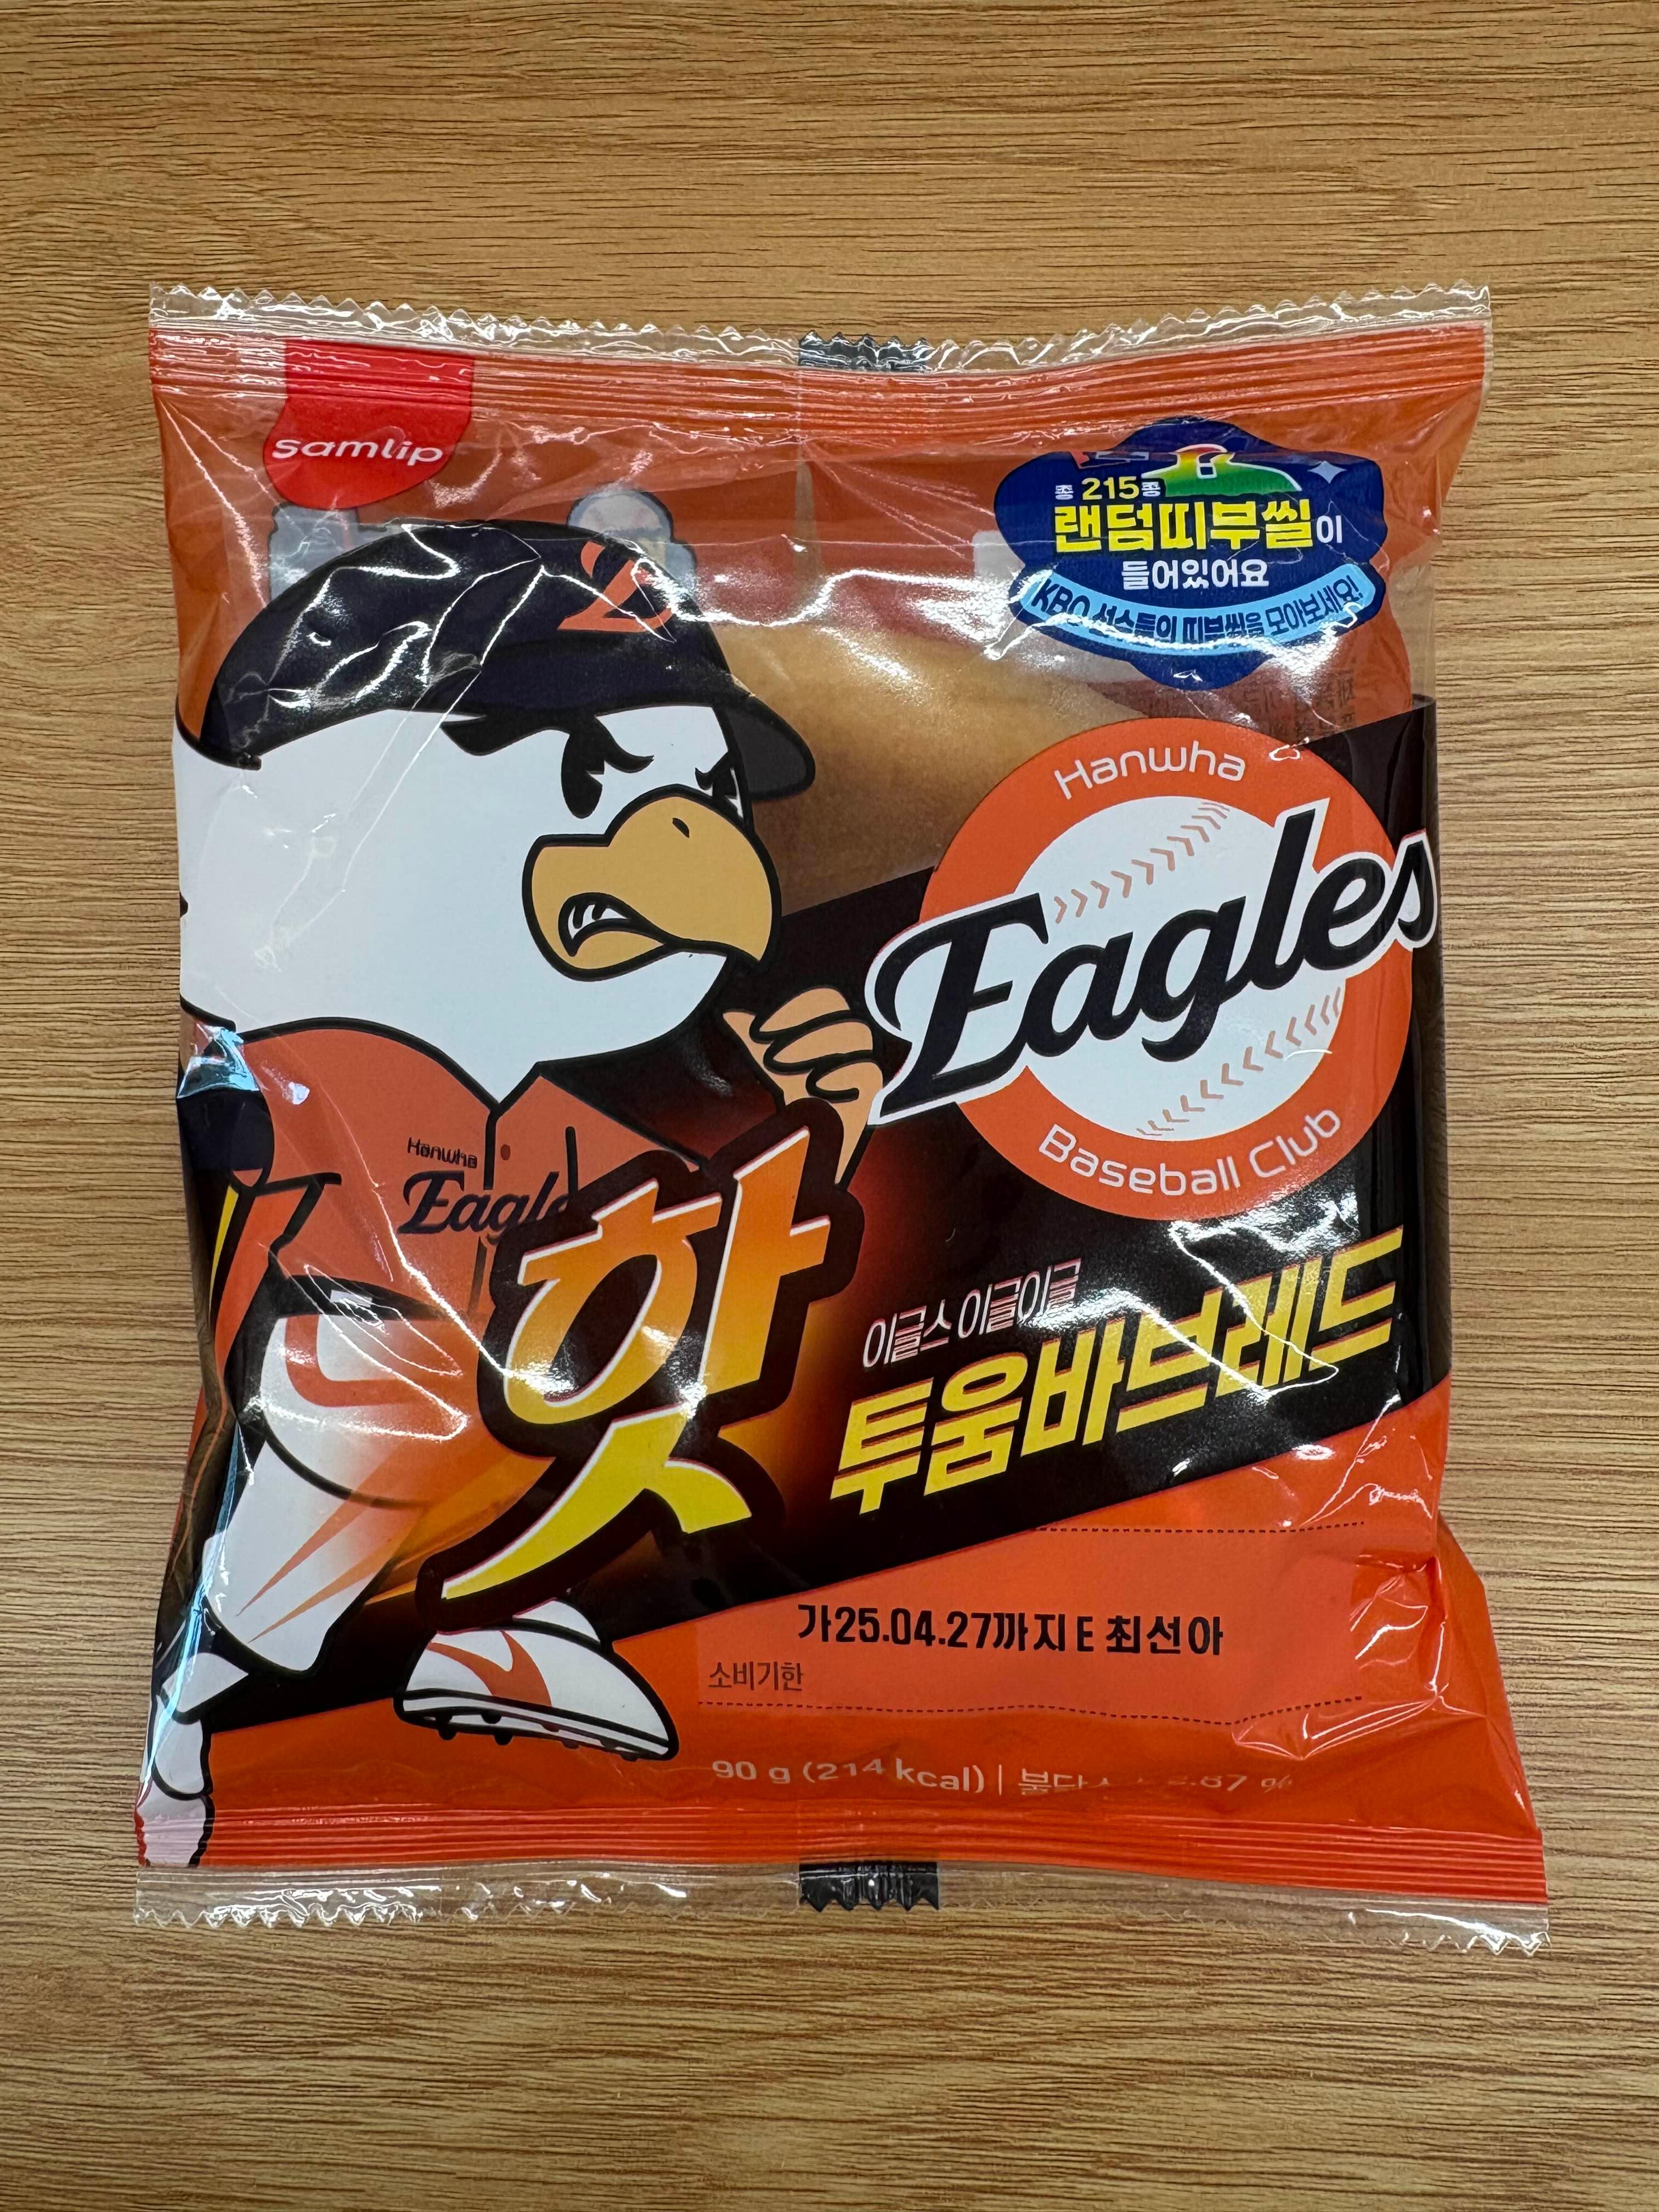 samlip
총 215종
랜덤띠부씰이
들어있어요
KBO 선수들의 띠부씰을 모아보세요!
Hanwha
Eagles
Baseball Club
Hanwha
Eagle
핫
이글스 이글이글
투움바브레드
가25.04.27까지 E 최선아
소비기한
90 g (214 kcal) |